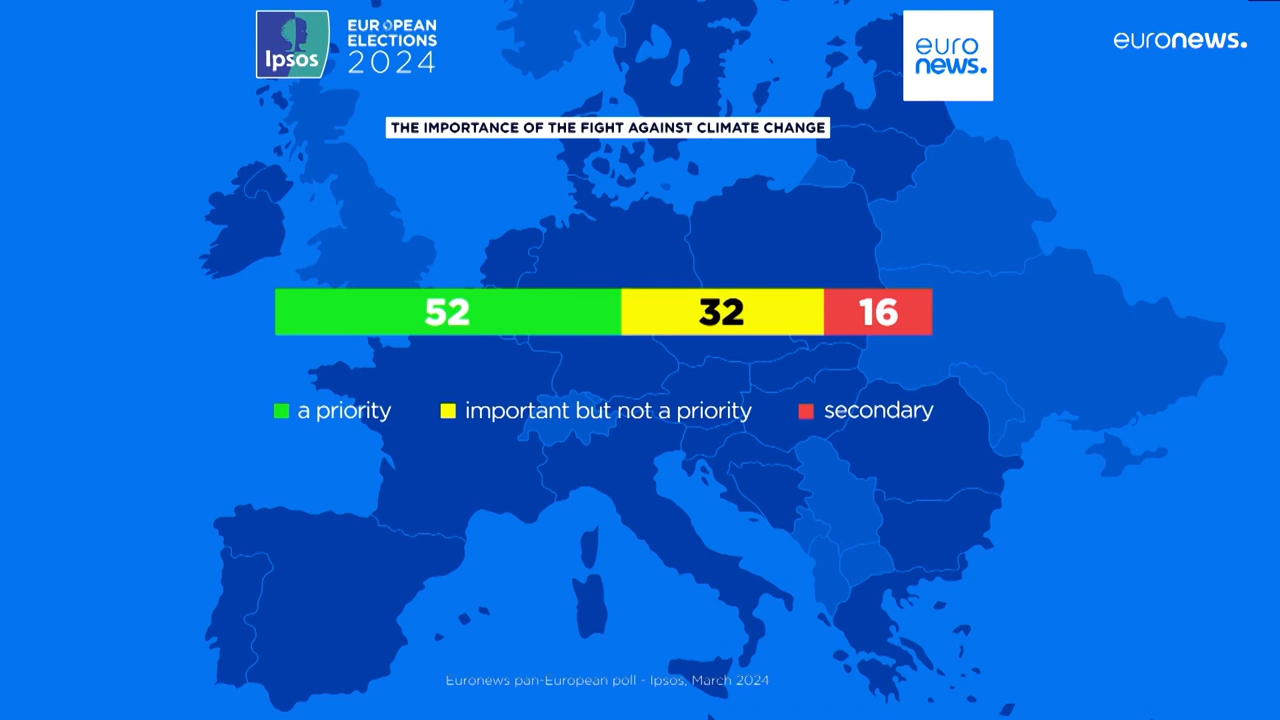 Ipsos
EUROPEAN
ELECTIONS
2024
euro
news.
euronews.
THE IMPORTANCE OF THE FIGHT AGAINST CLIMATE CHANGE
52 32 16
a priority important but not a priority secondary
Euronews pan-European poll - Ipsos, March 2024